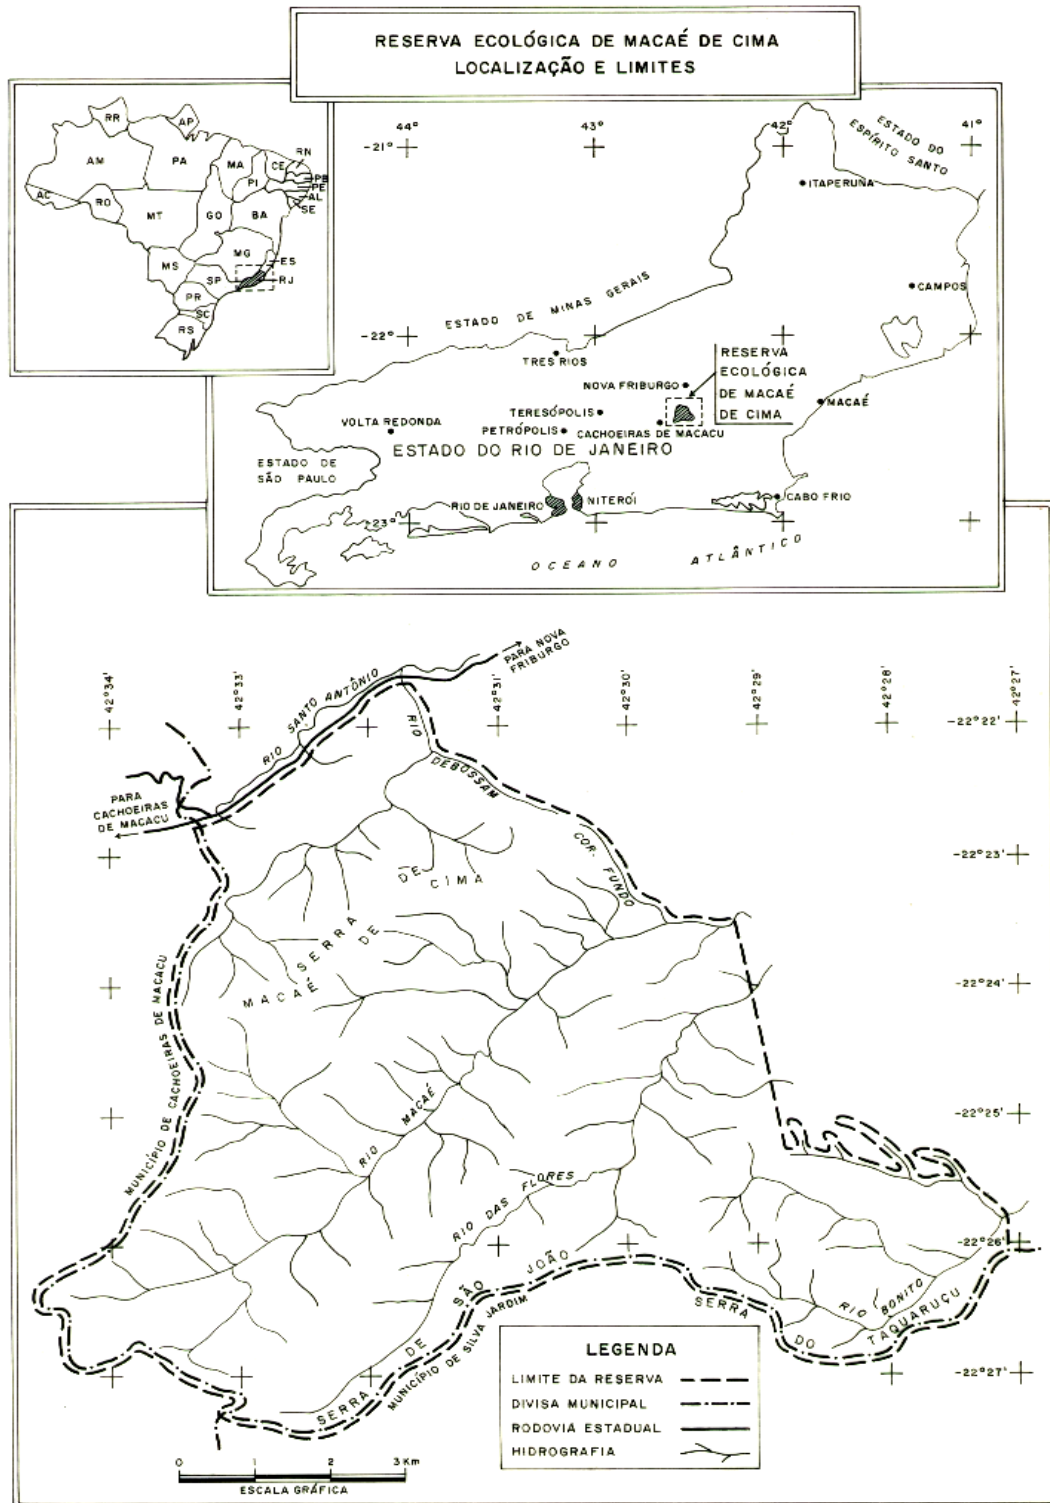 RESERVA ECOLÓGICA DE MACAÉ DE CIMA
LOCALIZAÇÃO E LIMITES
RR
AP
AM
PA
MA
CE
RN
PB
PE
AL
SE
PI
AC
RO
MT
GO
BA
MG
ES
MS
SP
RJ
PR
SC
RS
44°
43°
42°
41°
-21°
ESTADO DO
ESPÍRITO SANTO
ITAPERUNA
CAMPOS
ESTADO DE MINAS GERAIS
-22°
TRES RIOS
RESERVA
ECOLÓGICA
DE MACAÉ
DE CIMA
NOVA FRIBURGO
MACAÉ
TERESÓPOLIS
VOLTA REDONDA
PETRÓPOLIS
CACHOEIRAS DE MACACU
ESTADO DO RIO DE JANEIRO
ESTADO DE
SÃO PAULO
RIO DE JANEIRO
NITERÓI
CABO FRIO
-23°
OCEANO ATLÂNTICO
PARA NOVA
FRIBURGO
42°34'
42°33'
42°31'
42°30'
42°29'
42°28'
42°27'
RIO SANTO ANTÔNIO
RIO
DEBOSSAM
-22°22'
PARA
CACHOEIRAS
DE MACACU
COR. FUNDO
-22°23'
DE
CIMA
SERRA
DE
MACAÉ
-22°24'
MUNICÍPIO DE CACHOEIRAS DE MACACU
RIO MACAÉ
-22°25'
RIO DAS FLORES
-22°26'
SERRA DE SÃO JOÃO
MUNICÍPIO DE SILVA JARDIM
SERRA DO TAQUARUÇU
RIO BONITO
-22°27'
LEGENDA
LIMITE DA RESERVA
DIVISA MUNICIPAL
RODOVIA ESTADUAL
HIDROGRAFIA
0 1 2 3 Km
ESCALA GRÁFICA